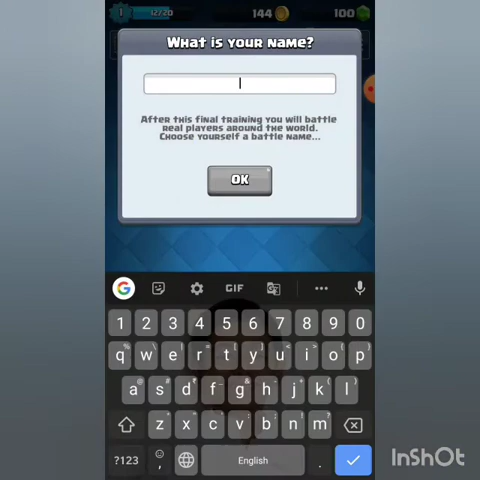 1 12/20 144 100
What is your name?
After this final training you will battle
real players around the world.
Choose yourself a battle name...
OK
G GIF
1 2 3 4 5 6 7 8 9 0
q w e r t y u i o p
a s d f g h j k l
z x c v b n m
?123 , English .
InShOt